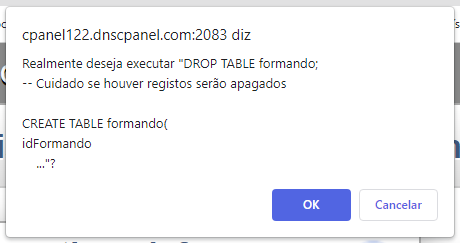 cpanel122.dnscpanel.com:2083 diz
Realmente deseja executar "DROP TABLE formando;
-- Cuidado se houver registos serão apagados
CREATE TABLE formando(
idFormando
..."?
OK
Cancelar